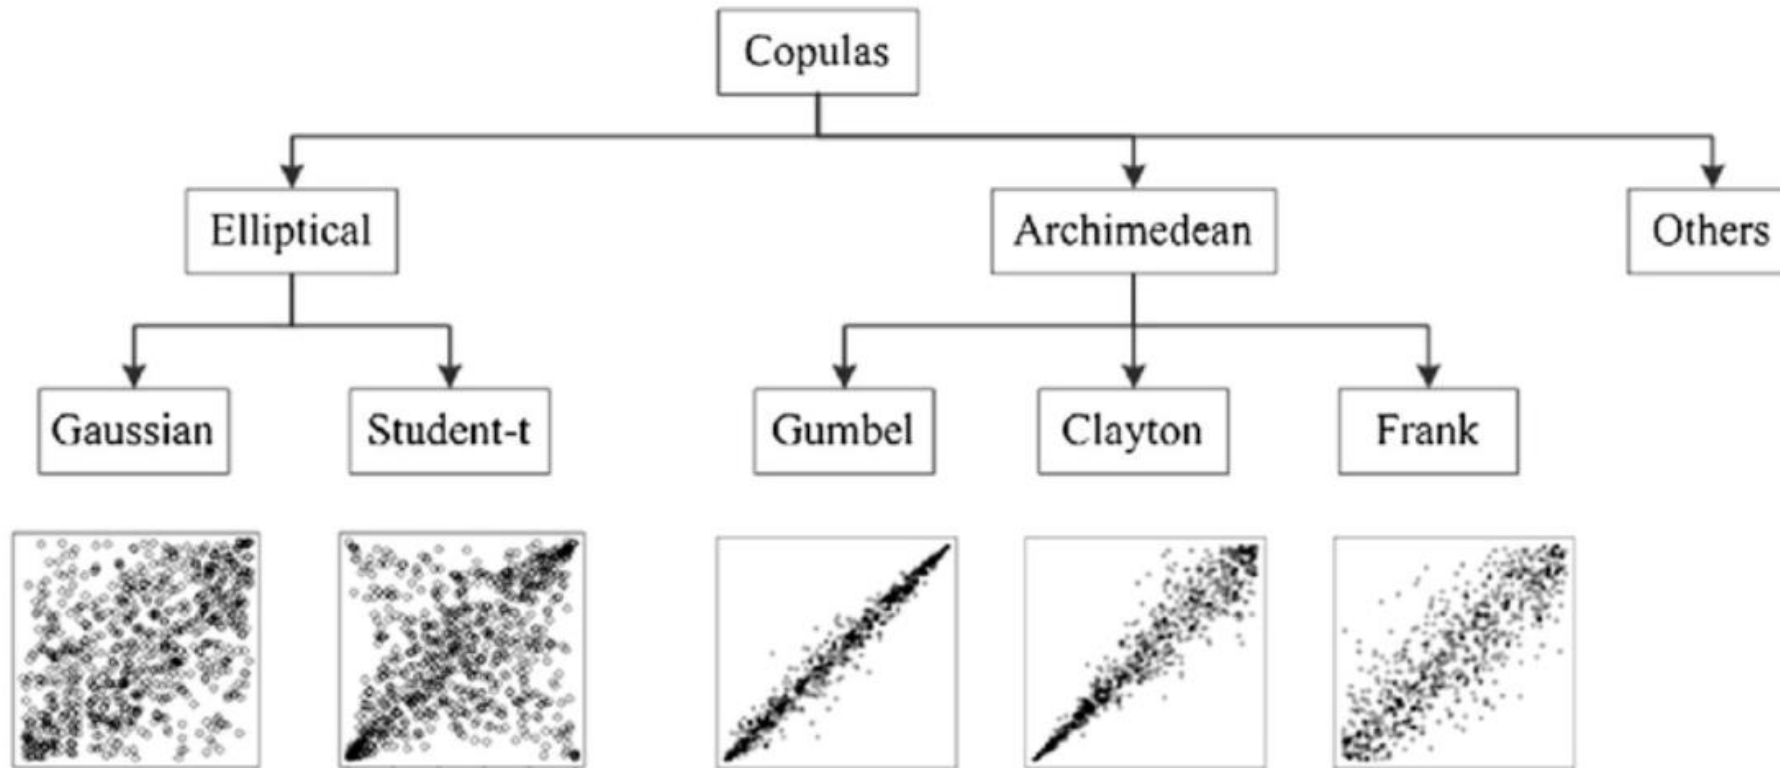 Copulas
Elliptical
Archimedean
Others
Gaussian
Student-t
Gumbel
Clayton
Frank